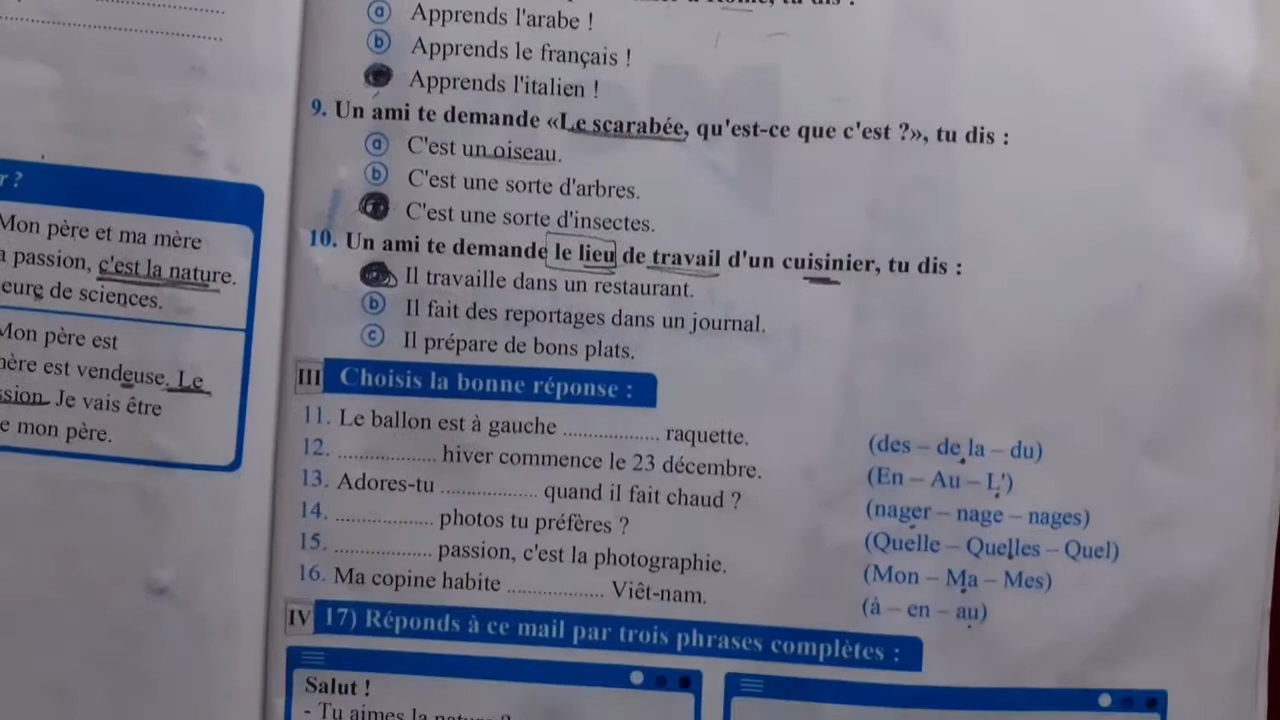 tu dis :
ⓐ Apprends l'arabe !
ⓑ Apprends le français !
Apprends l'italien !
9. Un ami te demande «Le scarabée, qu'est-ce que c'est ?», tu dis :
ⓐ C'est un oiseau.
ⓑ C'est une sorte d'arbres.
C'est une sorte d'insectes.
10. Un ami te demande le lieu de travail d'un cuisinier, tu dis :
Il travaille dans un restaurant.
ⓑ Il fait des reportages dans un journal.
ⓒ Il prépare de bons plats.
III Choisis la bonne réponse :
11. Le ballon est à gauche .................. raquette. (des – de la – du)
12. .................. hiver commence le 23 décembre. (En – Au – L')
13. Adores-tu .................. quand il fait chaud ? (nager – nage – nages)
14. .................. photos tu préfères ? (Quelle – Quelles – Quel)
15. .................. passion, c'est la photographie. (Mon – Ma – Mes)
16. Ma copine habite .................. Viêt-nam. (à – en – au)
IV 17) Réponds à ce mail par trois phrases complètes :
Salut !
- Tu aimes la
r ?
Mon père et ma mère
a passion, c'est la nature.
eure de sciences.
Mon père est
mère est vendeuse. Le
ssion. Je vais être
e mon père.